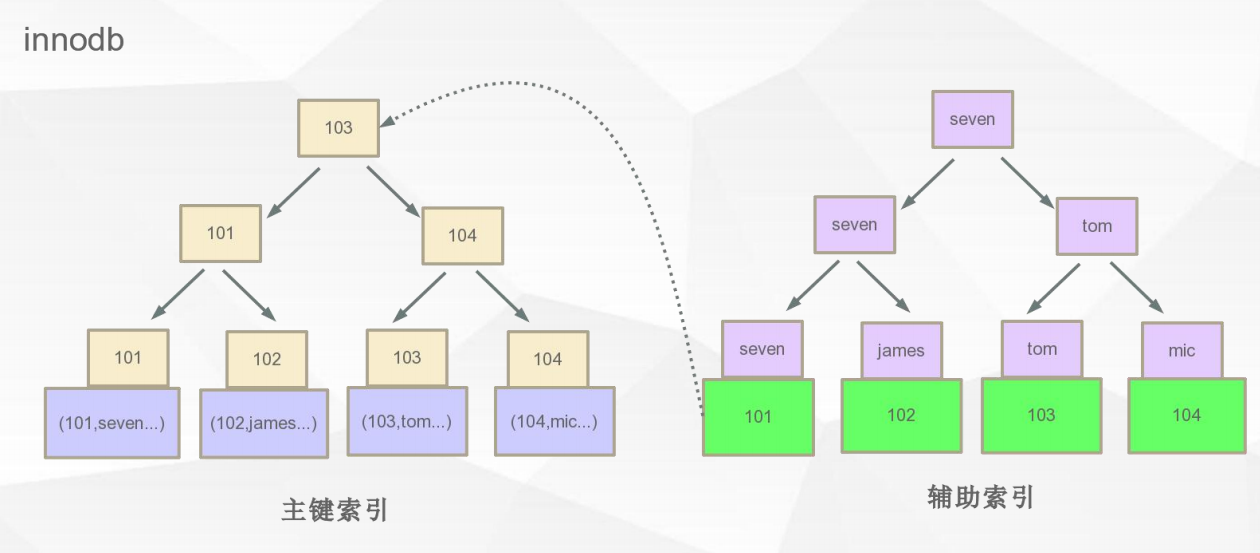 innodb
103
101
104
101
102
103
104
(101,seven...)
(102,james...)
(103,tom...)
(104,mic...)
主键索引
seven
seven
tom
seven
james
tom
mic
101
102
103
104
辅助索引